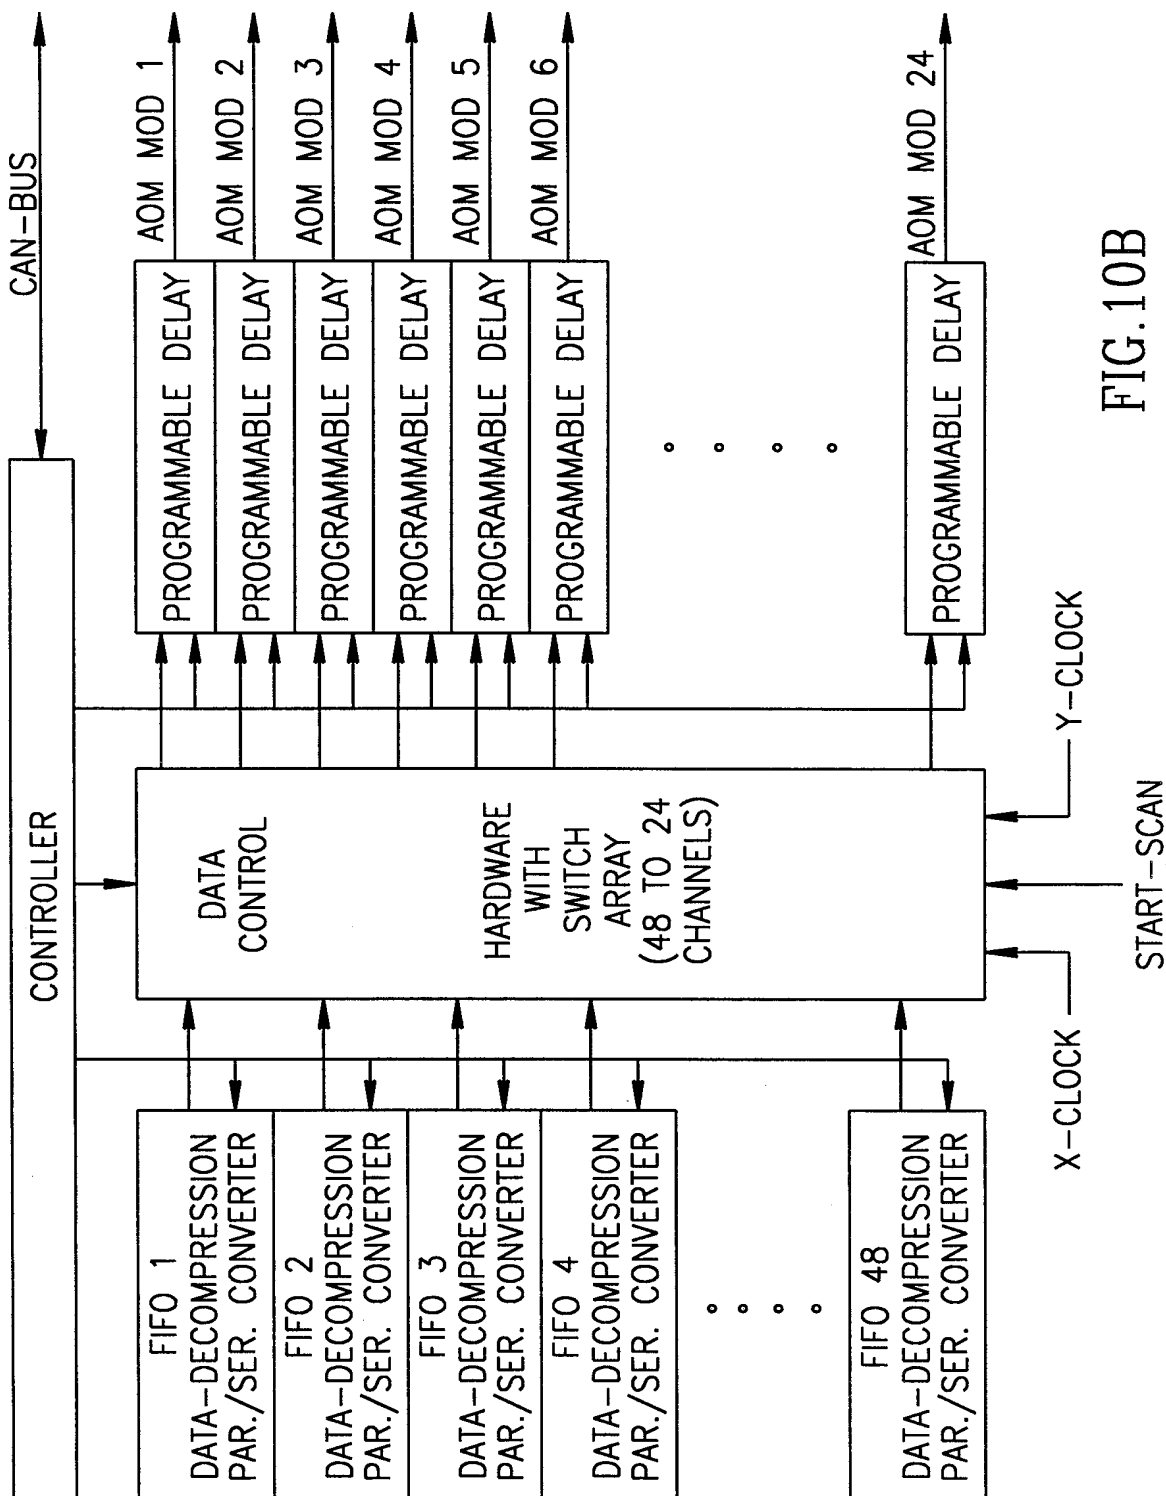 CONTROLLER
CAN-BUS
FIFO 1
DATA-DECOMPRESSION
PAR./SER. CONVERTER
FIFO 2
DATA-DECOMPRESSION
PAR./SER. CONVERTER
FIFO 3
DATA-DECOMPRESSION
PAR./SER. CONVERTER
FIFO 4
DATA-DECOMPRESSION
PAR./SER. CONVERTER
FIFO 48
DATA-DECOMPRESSION
PAR./SER. CONVERTER
DATA
CONTROL
HARDWARE
WITH
SWITCH
ARRAY
(48 TO 24
CHANNELS)
X-CLOCK
START-SCAN
Y-CLOCK
PROGRAMMABLE DELAY
AOM MOD 1
PROGRAMMABLE DELAY
AOM MOD 2
PROGRAMMABLE DELAY
AOM MOD 3
PROGRAMMABLE DELAY
AOM MOD 4
PROGRAMMABLE DELAY
AOM MOD 5
PROGRAMMABLE DELAY
AOM MOD 6
PROGRAMMABLE DELAY
AOM MOD 24
FIG.10B